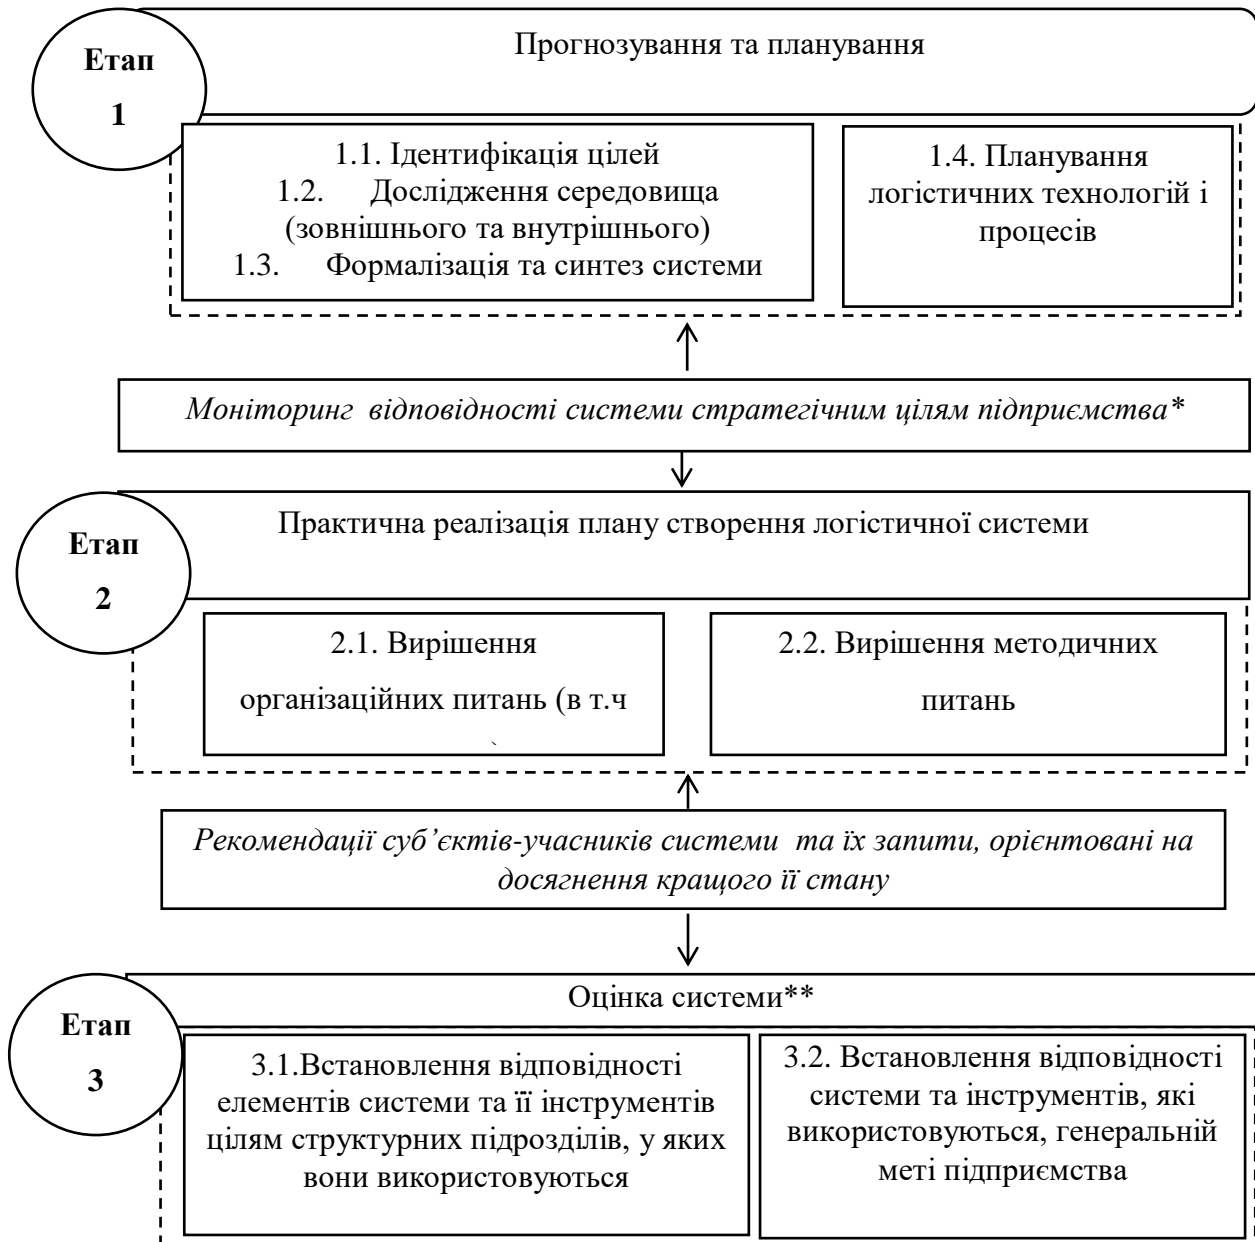 Етап
1
Прогнозування та планування
1.1. Ідентифікація цілей
1.2. Дослідження середовища
(зовнішнього та внутрішнього)
1.3. Формалізація та синтез системи
1.4. Планування
логістичних технологій і
процесів
Моніторинг відповідності системи стратегічним цілям підприємства*
Етап
2
Практична реалізація плану створення логістичної системи
2.1. Вирішення
організаційних питань (в т.ч
2.2. Вирішення методичних
питань
Рекомендації суб’єктів-учасників системи та їх запити, орієнтовані на
досягнення кращого її стану
Етап
3
Оцінка системи**
3.1.Встановлення відповідності
елементів системи та її інструментів
цілям структурних підрозділів, у яких
вони використовуються
3.2. Встановлення відповідності
системи та інструментів, які
використовуються, генеральній
меті підприємства